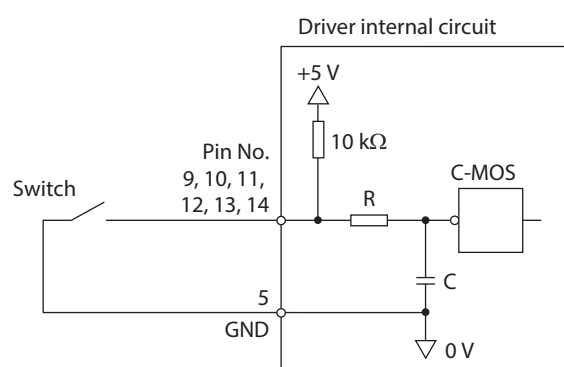 Driver internal circuit
+5 V
10 kΩ
Pin No.
9, 10, 11,
12, 13, 14
Switch
R
C-MOS
C
5
GND
0 V